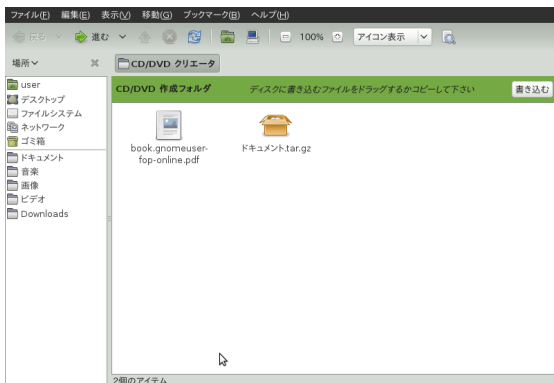 ファイル(F) 編集(E) 表示(V) 移動(G) ブックマーク(B) ヘルプ(H)
戻る 進む 100% アイコン表示
場所 CD/DVD クリエータ
CD/DVD 作成フォルダ ディスクに書き込むファイルをドラッグするかコピーして下さい 書き込む
user
デスクトップ
ファイルシステム
ネットワーク
ゴミ箱
ドキュメント
音楽
画像
ビデオ
Downloads
book.gnomeuser-
fop-online.pdf
ドキュメント.tar.gz
2個のアイテム